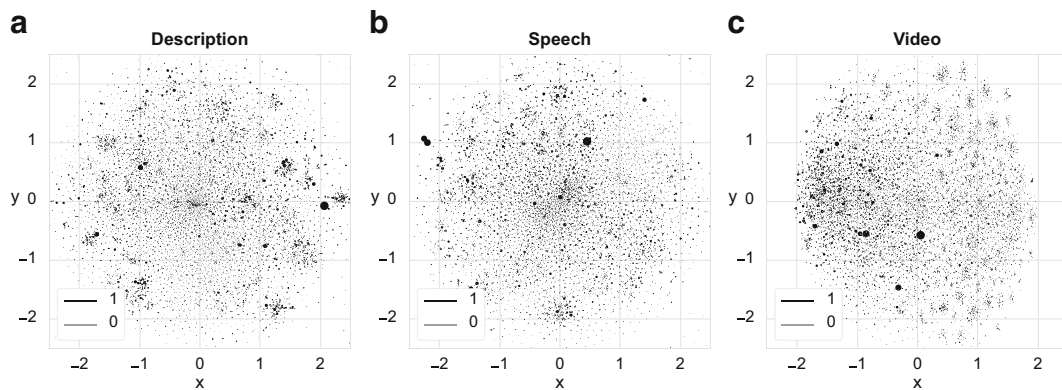 a b c
Description Speech Video
2 2 2
1 1 1
y 0 y 0 y 0
−1 −1 −1
1 1 1
0 0 0
−2 −2 −2
−2 −1 0 1 2 −2 −1 0 1 2 −2 −1 0 1 2
x x x